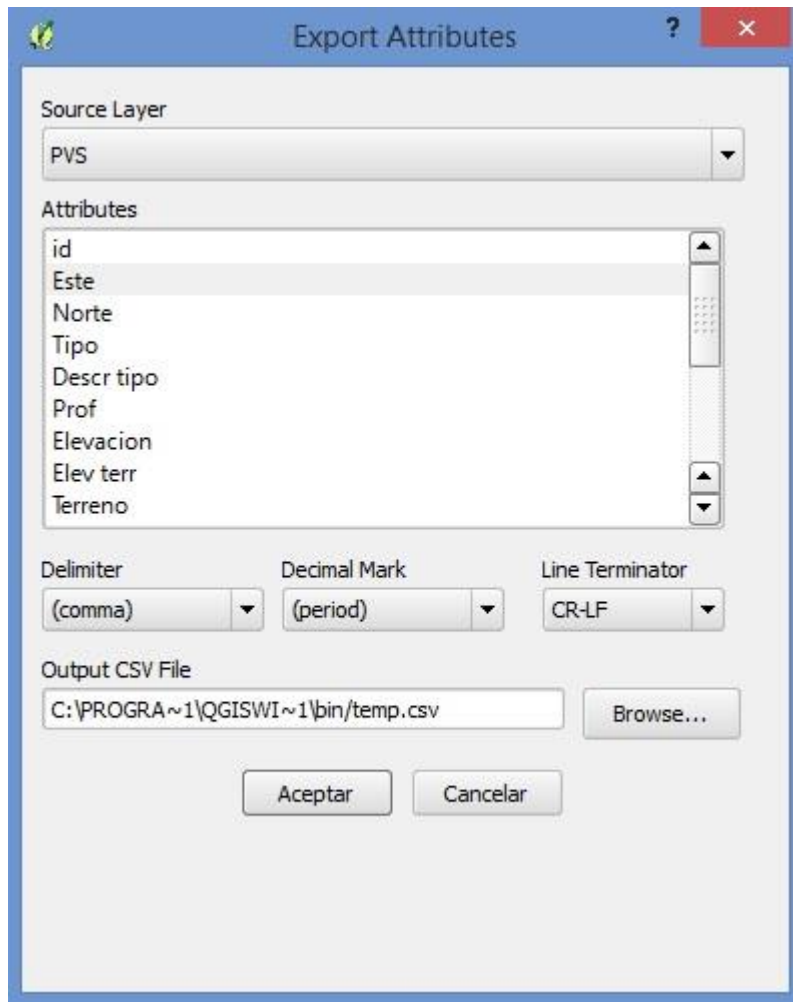 Export Attributes ?
Source Layer
PVS
Attributes
id
Este
Norte
Tipo
Descr tipo
Prof
Elevacion
Elev terr
Terreno
Delimiter Decimal Mark Line Terminator
(comma) (period) CR-LF
Output CSV File
C:\PROGRA~1\QGISWI~1\bin/temp.csv Browse...
Aceptar Cancelar